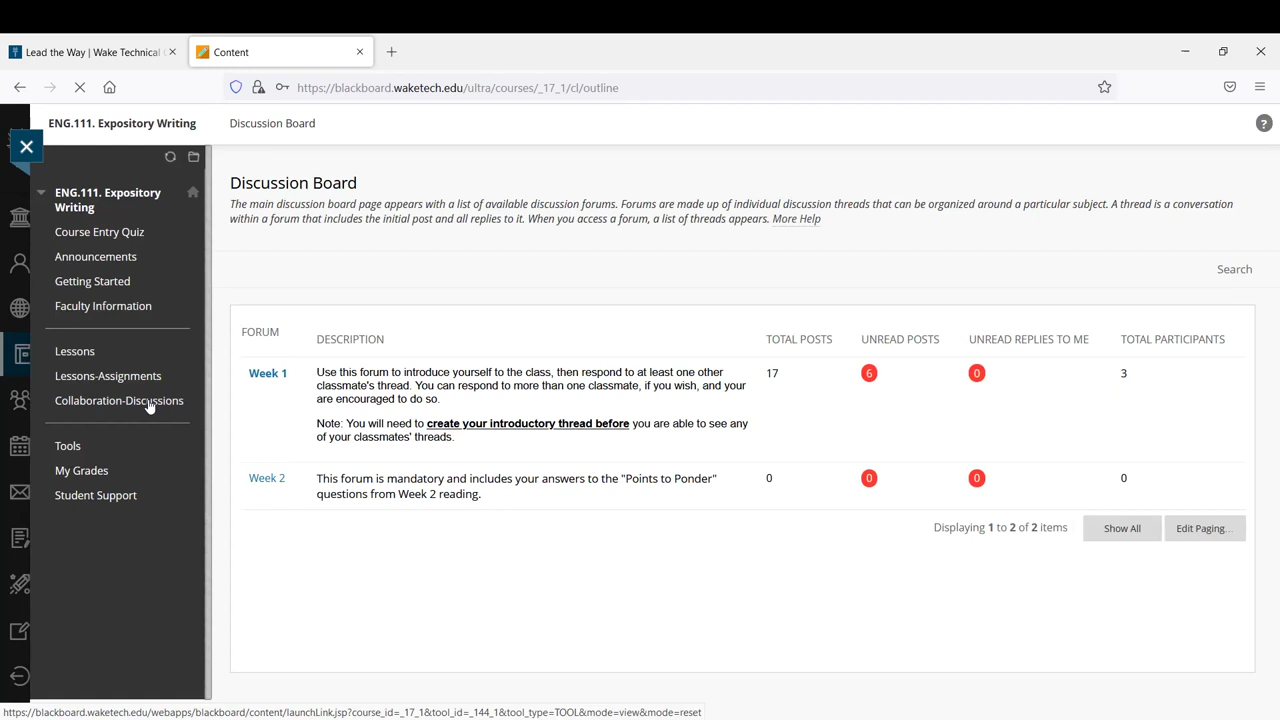 Lead the Way | Wake Technical
Content
https://blackboard.waketech.edu/ultra/courses/_17_1/cl/outline
ENG.111. Expository Writing
Discussion Board
?
ENG.111. Expository
Writing
Course Entry Quiz
Announcements
Getting Started
Faculty Information
Lessons
Lessons-Assignments
Collaboration-Discussions
Tools
My Grades
Student Support
Discussion Board
The main discussion board page appears with a list of available discussion forums. Forums are made up of individual discussion threads that can be organized around a particular subject. A thread is a conversation
within a forum that includes the initial post and all replies to it. When you access a forum, a list of threads appears. More Help
Search
FORUM DESCRIPTION TOTAL POSTS UNREAD POSTS UNREAD REPLIES TO ME TOTAL PARTICIPANTS
Week 1 Use this forum to introduce yourself to the class, then respond to at least one other 17 6 0 3
classmate's thread. You can respond to more than one classmate, if you wish, and your
are encouraged to do so.
Note: You will need to create your introductory thread before you are able to see any
of your classmates' threads.
Week 2 This forum is mandatory and includes your answers to the "Points to Ponder" 0 0 0 0
questions from Week 2 reading.
Displaying 1 to 2 of 2 items Show All Edit Paging...
https://blackboard.waketech.edu/webapps/blackboard/content/launchLink.jsp?course_id=_17_1&tool_id=_144_1&tool_type=TOOL&mode=view&mode=reset